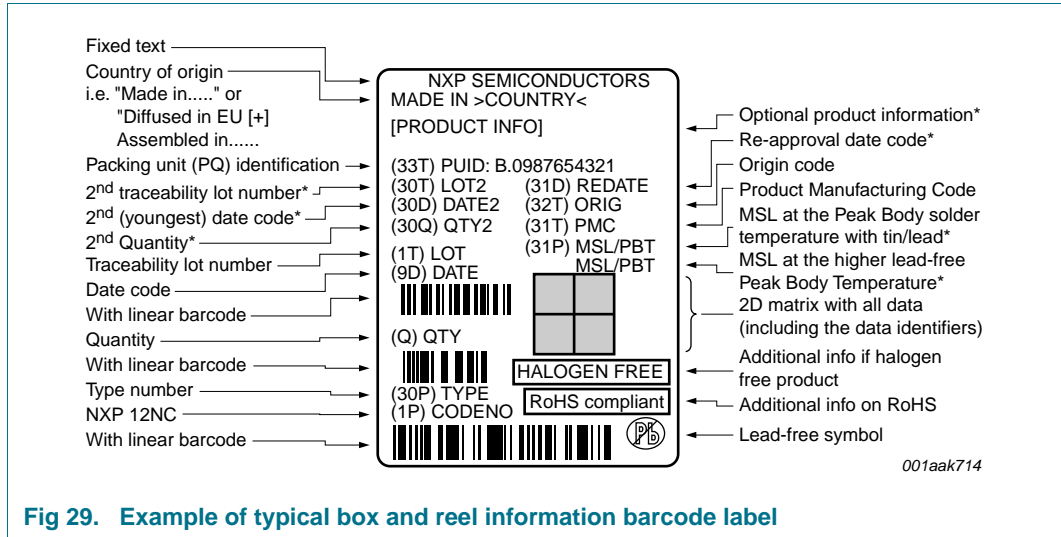 Fixed text
Country of origin
i.e. "Made in....." or
"Diffused in EU [+]
Assembled in......
Packing unit (PQ) identification
2nd traceability lot number*
2nd (youngest) date code*
2nd Quantity*
Traceability lot number
Date code
With linear barcode
Quantity
With linear barcode
Type number
NXP 12NC
With linear barcode
NXP SEMICONDUCTORS
MADE IN >COUNTRY<
[PRODUCT INFO]
(33T) PUID: B.0987654321
(30T) LOT2 (31D) REDATE
(30D) DATE2 (32T) ORIG
(30Q) QTY2 (31T) PMC
(31P) MSL/PBT
(1T) LOT
MSL/PBT
(9D) DATE
(Q) QTY
HALOGEN FREE
(30P) TYPE
RoHS compliant
(1P) CODENO
Pb
Optional product information*
Re-approval date code*
Origin code
Product Manufacturing Code
MSL at the Peak Body solder
temperature with tin/lead*
MSL at the higher lead-free
Peak Body Temperature*
2D matrix with all data
(including the data identifiers)
Additional info if halogen
free product
Additional info on RoHS
Lead-free symbol
001aak714
Fig 29. Example of typical box and reel information barcode label